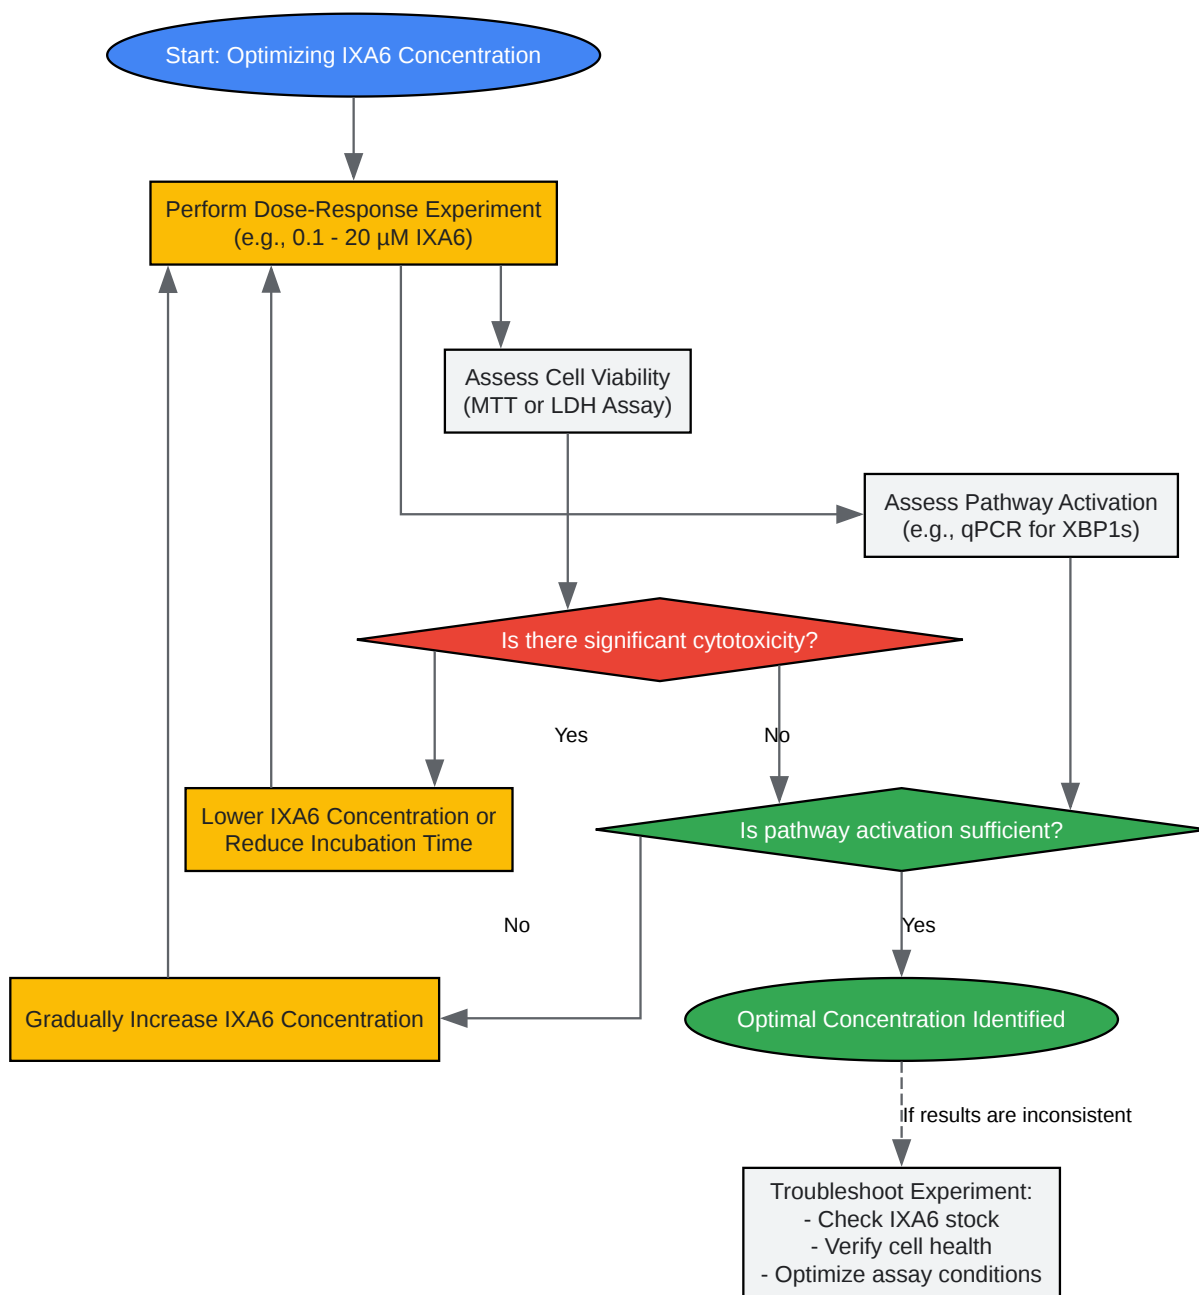 Start: Optimizing IXA6 Concentration
Perform Dose-Response Experiment
(e.g., 0.1 - 20 µM IXA6)
Assess Cell Viability
(MTT or LDH Assay)
Assess Pathway Activation
(e.g., qPCR for XBP1s)
Is there significant cytotoxicity?
Yes
No
Lower IXA6 Concentration or
Reduce Incubation Time
Is pathway activation sufficient?
No
Yes
Gradually Increase IXA6 Concentration
Optimal Concentration Identified
If results are inconsistent
Troubleshoot Experiment:
- Check IXA6 stock
- Verify cell health
- Optimize assay conditions